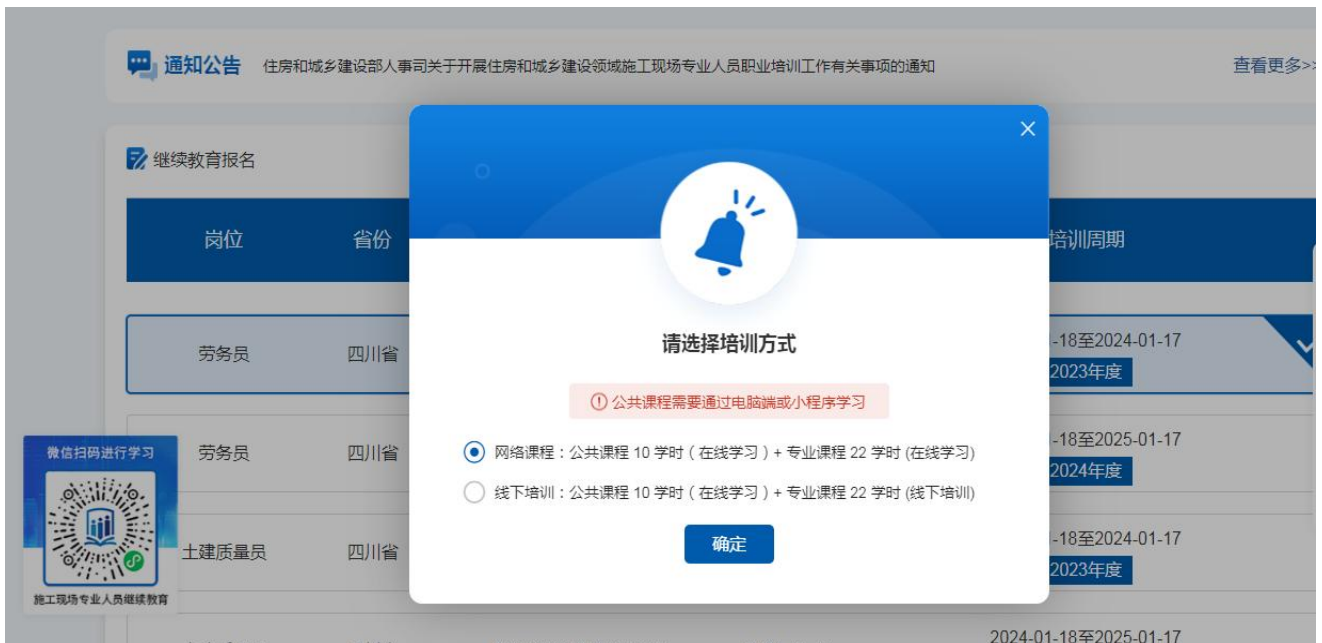 通知公告 住房和城乡建设部人事司关于开展住房和城乡建设领域施工现场专业人员职业培训工作有关事项的通知 查看更多>>
继续教育报名
岗位 省份 培训周期
请选择培训方式
劳务员 四川省 -18至2024-01-17
2023年度
公共课程需要通过电脑端或小程序学习
微信扫码进行学习
劳务员 四川省 -18至2025-01-17
2024年度
网络课程：公共课程 10 学时（在线学习）+ 专业课程 22 学时 (在线学习)
线下培训：公共课程 10 学时（在线学习）+ 专业课程 22 学时 (线下培训)
确定
土建质量员 四川省 -18至2024-01-17
2023年度
施工现场专业人员继续教育
2024-01-18至2025-01-17